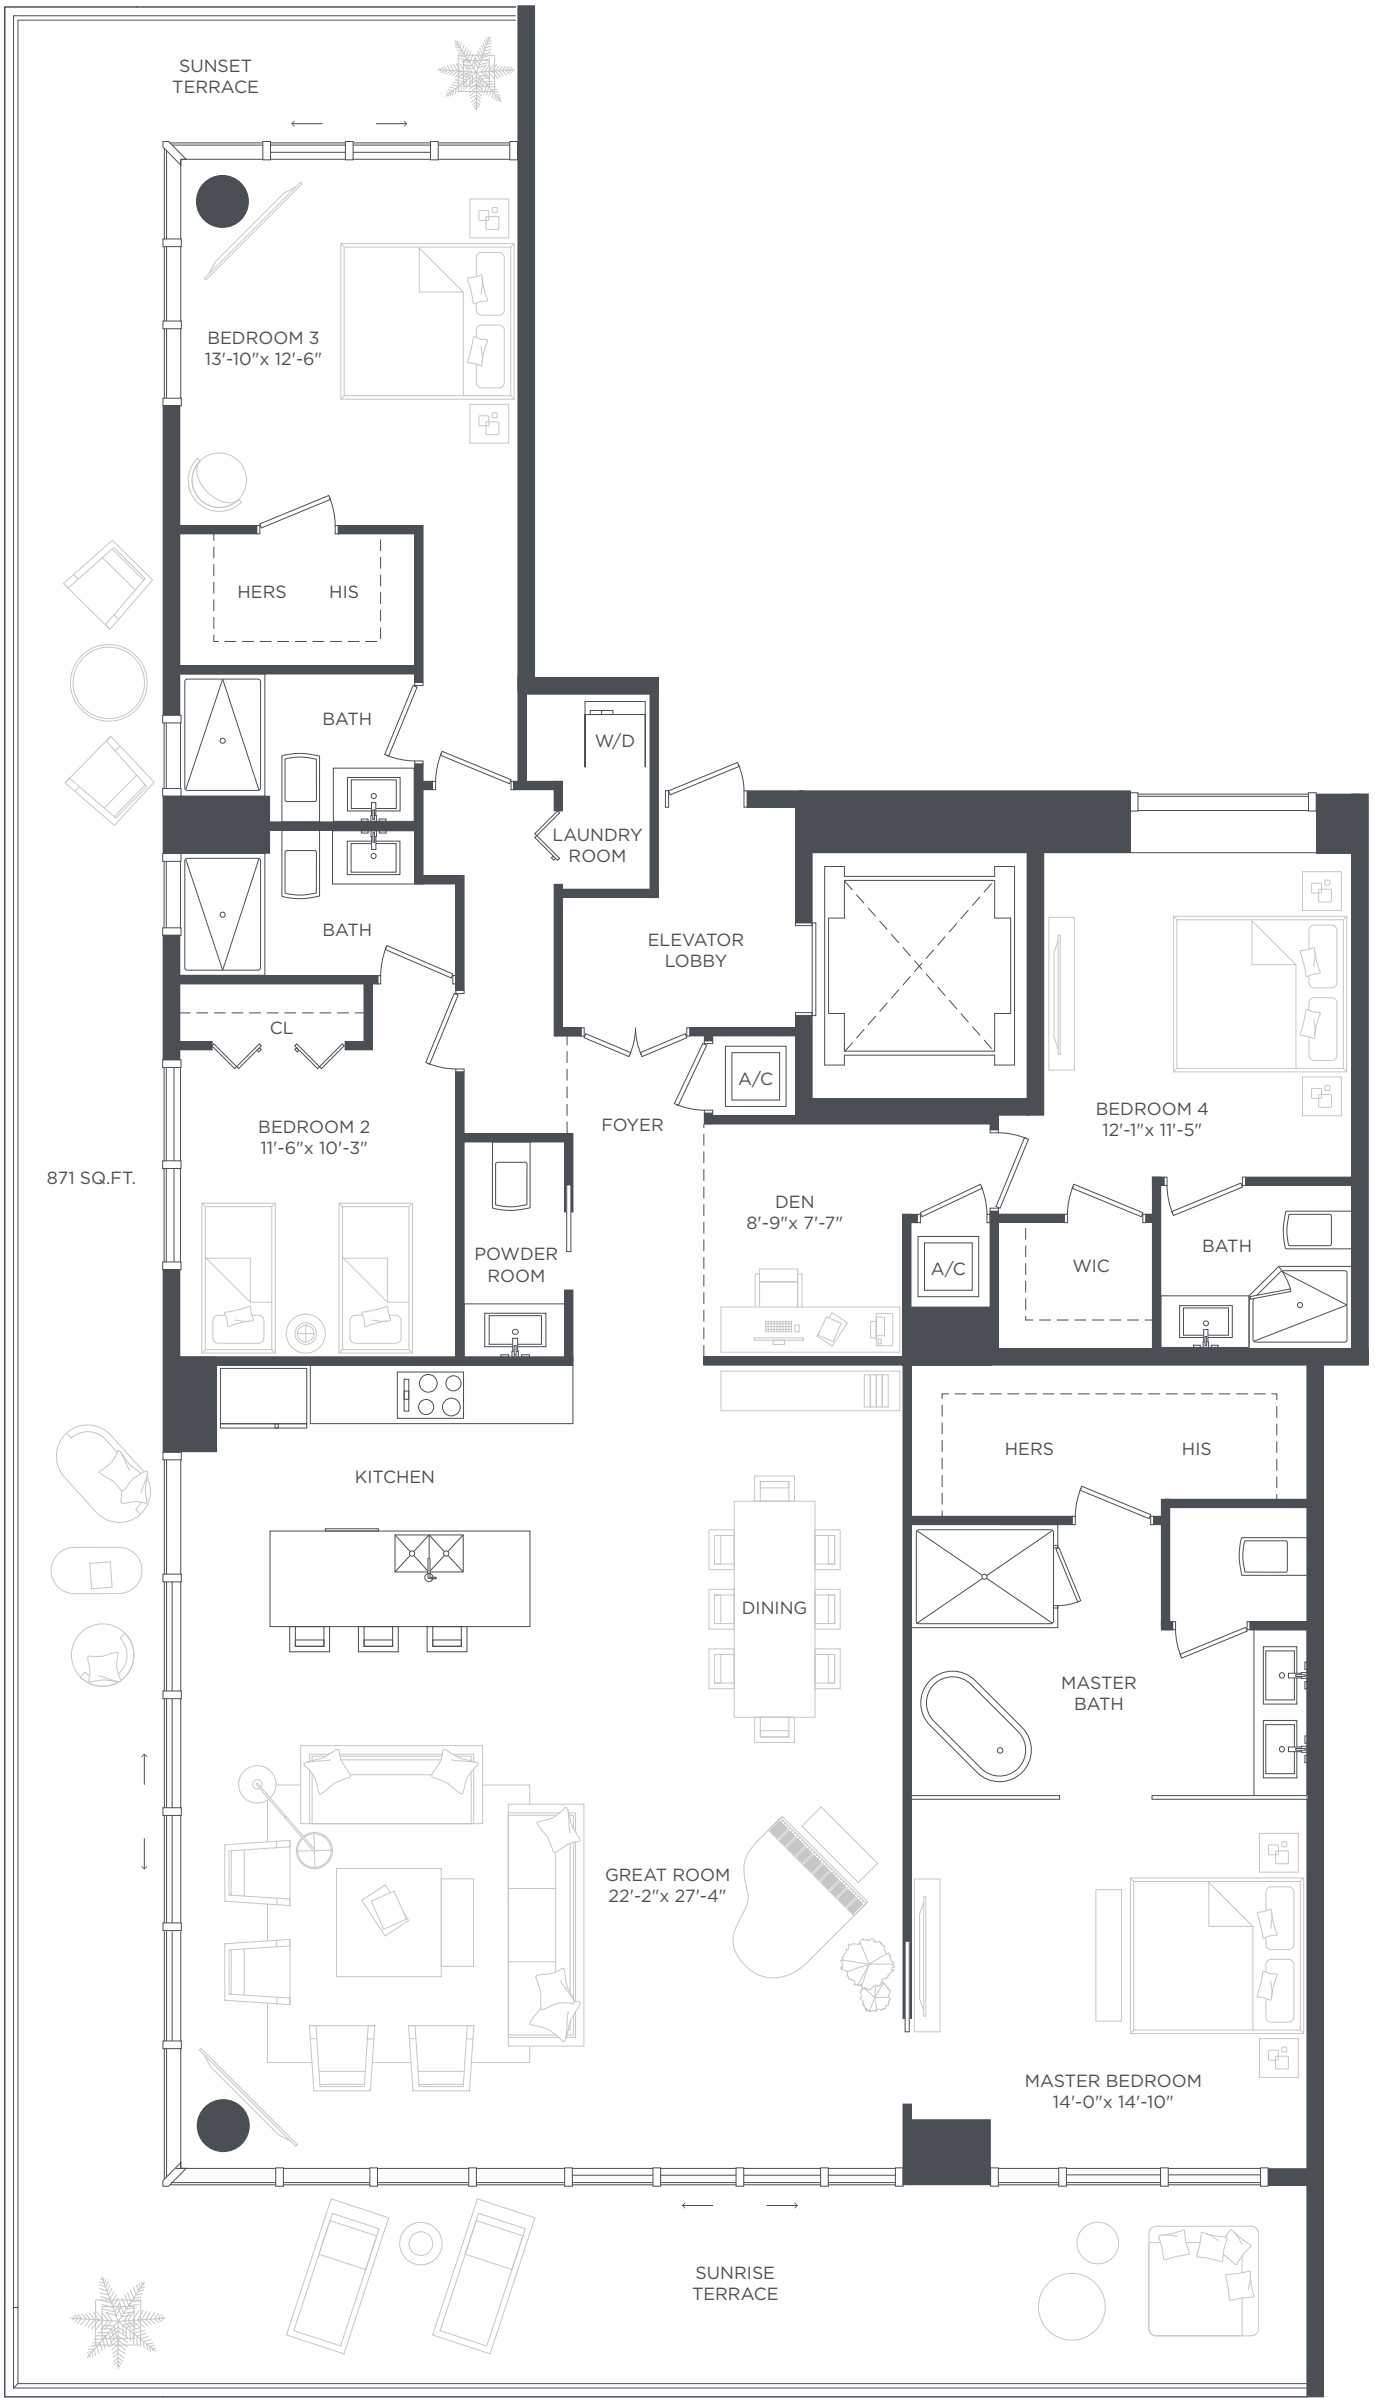 SUNSET
TERRACE
BEDROOM 3
13'-10"x 12'-6"
HERS HIS
BATH
W/D
LAUNDRY
ROOM
BATH
ELEVATOR
LOBBY
CL
A/C
BEDROOM 2
11'-6"x 10'-3"
FOYER
BEDROOM 4
12'-1"x 11'-5"
871 SQ.FT.
DEN
8'-9"x 7'-7"
POWDER
ROOM
A/C
WIC
BATH
KITCHEN
HERS HIS
DINING
MASTER
BATH
GREAT ROOM
22'-2"x 27'-4"
MASTER BEDROOM
14'-0"x 14'-10"
SUNRISE
TERRACE